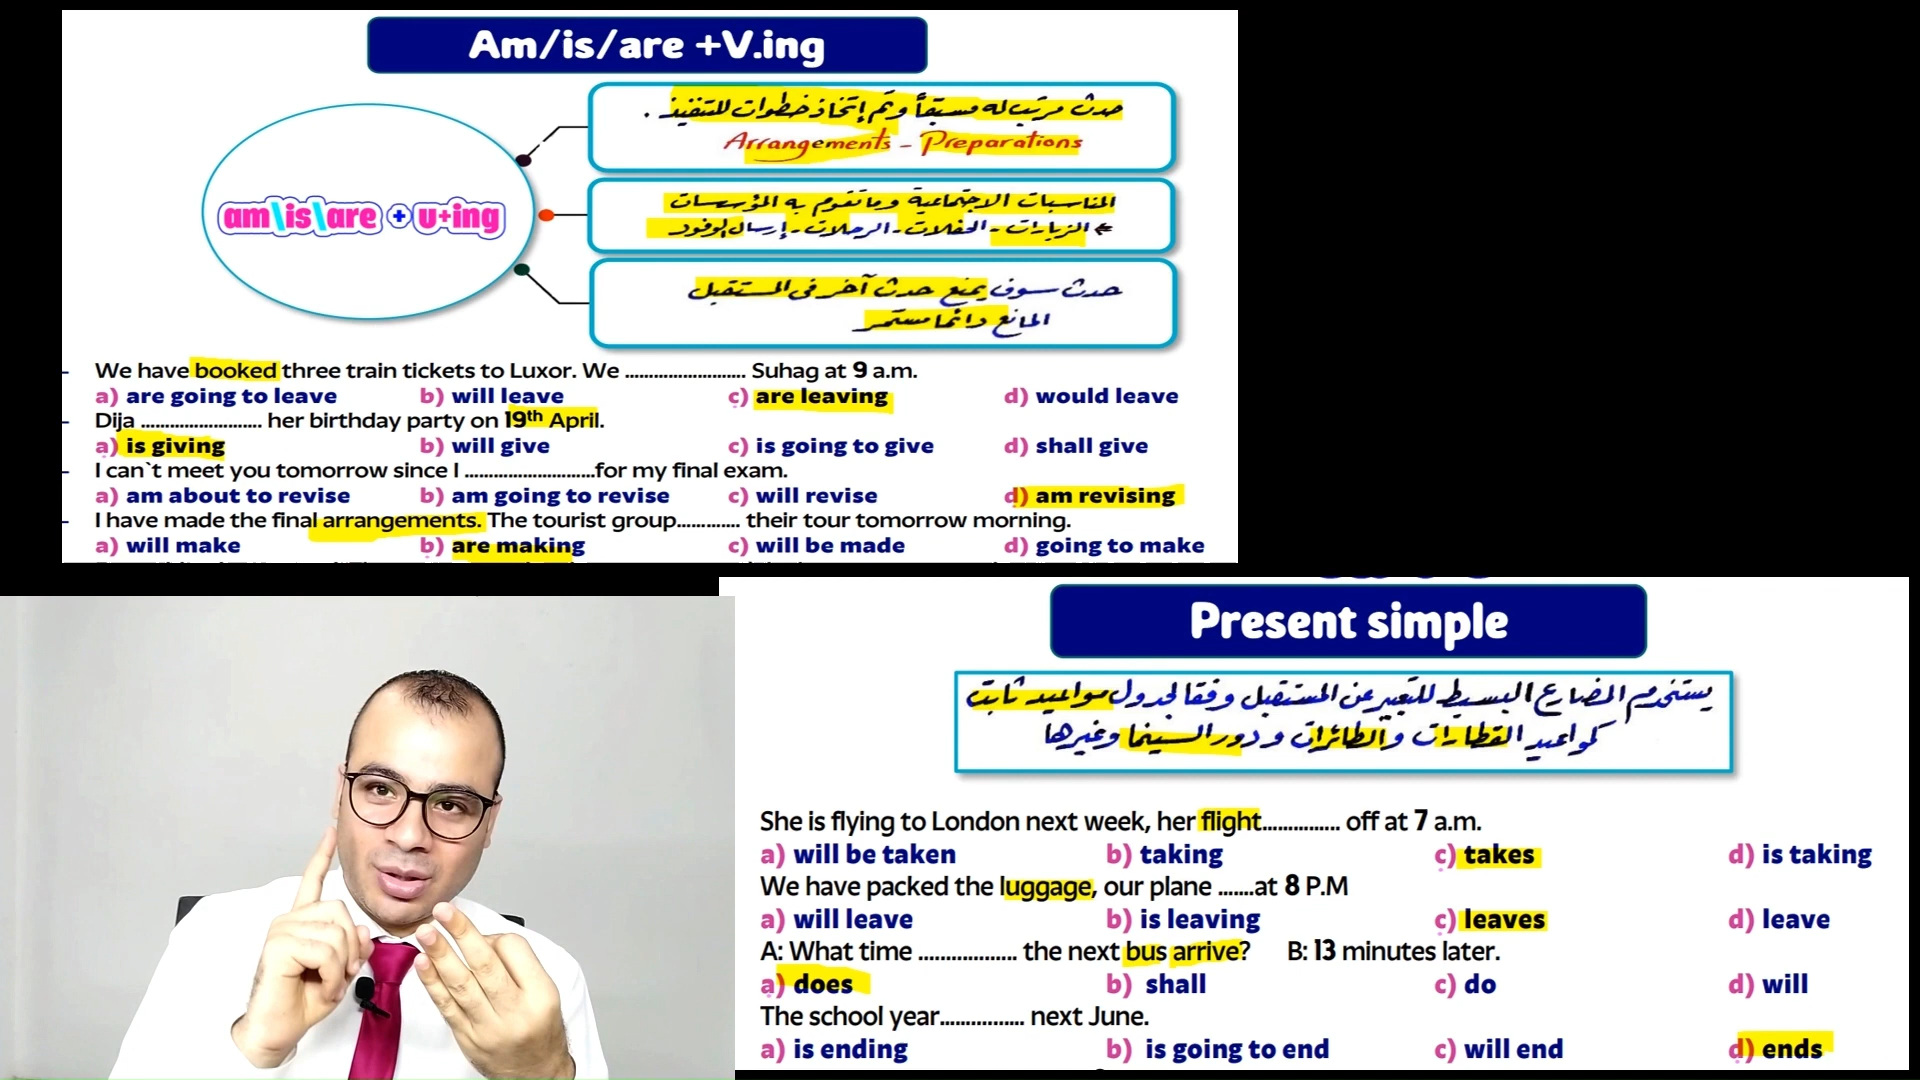 Am/is/are +V.ing
حدث مرتب له مسبقاً وتم إتخاذ خطوات للتنفيذ .
Arrangements - Preparations
am\is\are + v+ing
المناسبات الاجتماعية وما تقوم به المؤسسات
الزيارات - الحفلات - الرحلات - إرسال الوفود
حدث سوف يمنع حدث آخر فى المستقبل
المانع دائما مستمر
We have booked three train tickets to Luxor. We ......................... Suhag at 9 a.m.
a) are going to leave b) will leave c) are leaving d) would leave
Dija ......................... her birthday party on 19th April.
a) is giving b) will give c) is going to give d) shall give
I can`t meet you tomorrow since I ...........................for my final exam.
a) am about to revise b) am going to revise c) will revise d) am revising
I have made the final arrangements. The tourist group............. their tour tomorrow morning.
a) will make b) are making c) will be made d) going to make
Present simple
يستخدم المضارع البسيط للتعبير عن المستقبل وفقا لجدول مواعيد ثابت
كمواعيد القطارات والطائرات ودور السينما وغيرها
She is flying to London next week, her flight.............. off at 7 a.m.
a) will be taken b) taking c) takes d) is taking
We have packed the luggage, our plane .......at 8 P.M
a) will leave b) is leaving c) leaves d) leave
A: What time .................. the next bus arrive? B: 13 minutes later.
a) does b) shall c) do d) will
The school year................ next June.
a) is ending b) is going to end c) will end d) ends